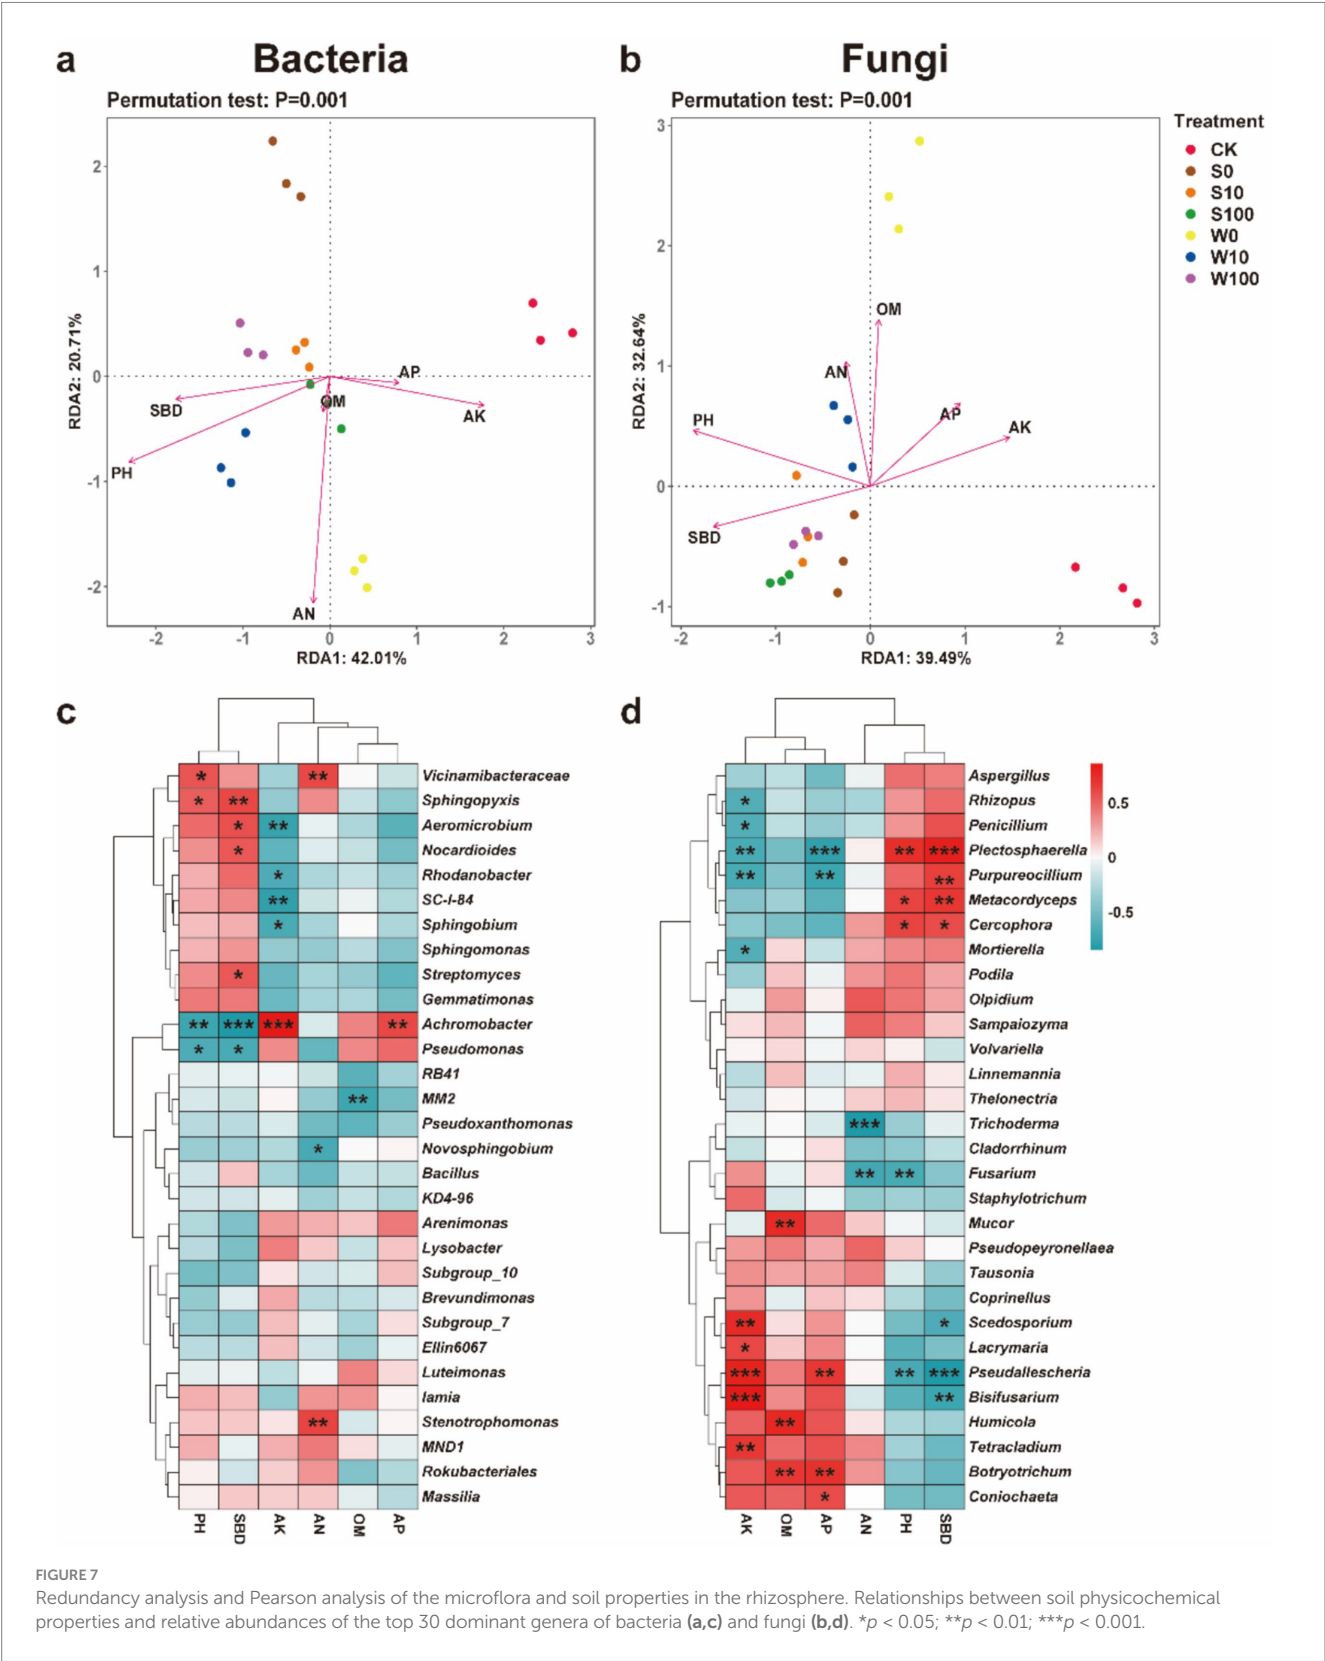 a Bacteria
Permutation test: P=0.001
2
1
0
-1
-2
RDA2: 20.71%
AP
OM
AK
SBD
PH
AN
-2 -1 0 1 2 3
RDA1: 42.01%
b Fungi
Permutation test: P=0.001
3
2
1
0
-1
RDA2: 32.64%
OM
AN
AP
PH
AK
SBD
-2 -1 0 1 2 3
RDA1: 39.49%
Treatment
CK
S0
S10
S100
W0
W10
W100
c
* ** Vicinamibacteraceae
* ** Sphingopyxis
* ** Aeromicrobium
* Nocardioides
* Rhodanobacter
** SC-I-84
* Sphingobium
Sphingomonas
* Streptomyces
Gemmatimonas
** *** *** ** Achromobacter
* * Pseudomonas
RB41
** MM2
Pseudoxanthomonas
* Novosphingobium
Bacillus
KD4-96
Arenimonas
Lysobacter
Subgroup_10
Brevundimonas
Subgroup_7
Ellin6067
Luteimonas
Iamia
** Stenotrophomonas
MND1
Rokubacteriales
Massilia
PH SBD AK AN OM AP
d
Aspergillus
* Rhizopus
* Penicillium
** *** ** *** Plectosphaerella
** ** ** Purpureocillium
* ** Metacordyceps
* * Cercophora
* Mortierella
Podila
Olpidium
Sampaiozyma
Volvariella
Linnemannia
Thelonectria
*** Trichoderma
Cladorrhinum
** ** Fusarium
Staphylotrichum
** Mucor
Pseudopeyronellaea
Tausonia
Coprinellus
** * Scedosporium
* Lacrymaria
*** ** ** *** Pseudallescheria
*** ** Bisifusarium
** Humicola
** Tetracladium
** ** Botryotrichum
* Coniochaeta
AK OM AP AN PH SBD
0.5
0
-0.5
FIGURE 7
Redundancy analysis and Pearson analysis of the microflora and soil properties in the rhizosphere. Relationships between soil physicochemical
properties and relative abundances of the top 30 dominant genera of bacteria (a,c) and fungi (b,d). *p < 0.05; **p < 0.01; ***p < 0.001.